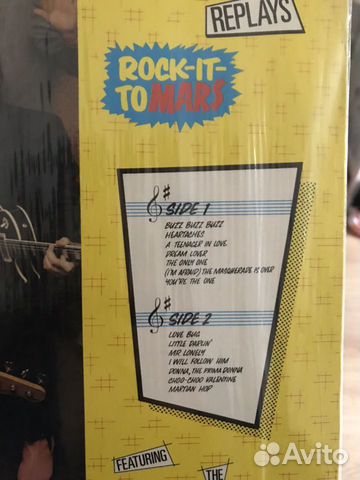 REPLAYS
ROCK-IT-
TO MARS
SIDE 1
BUZZ BUZZ BUZZ
HEARTACHES
A TEENAGER IN LOVE
DREAM LOVER
THE ONLY ONE
(I'M AFRAID) THE MASQUERADE IS OVER
YOU'RE THE ONE
SIDE 2
LOVE BUG
LITTLE DARLIN'
MR LONELY
I WILL FOLLOW HIM
DONNA, THE PRIMA DONNA
CHOO-CHOO VALENTINE
MARTIAN HOP
FEATURING
THE
Avito